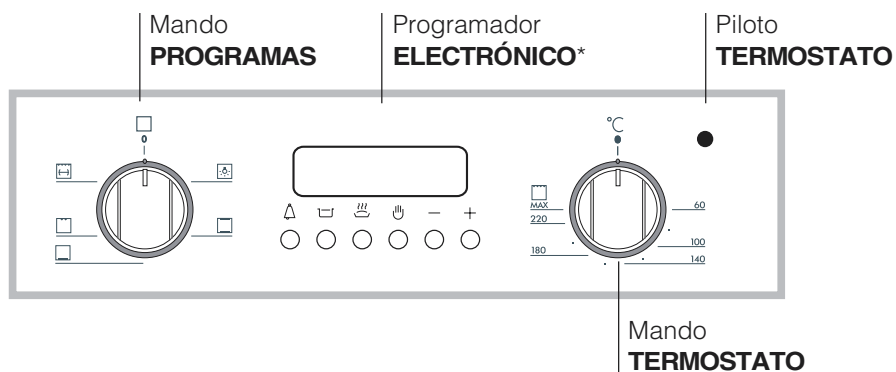 Mando
PROGRAMAS
Programador
ELECTRÓNICO*
Piloto
TERMOSTATO
0
°C
MAX
220
180
60
100
140
− +
Mando
TERMOSTATO